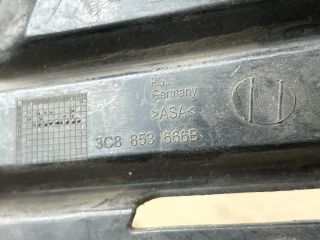 POL
Germany
>ASA<
3C8 853 666B